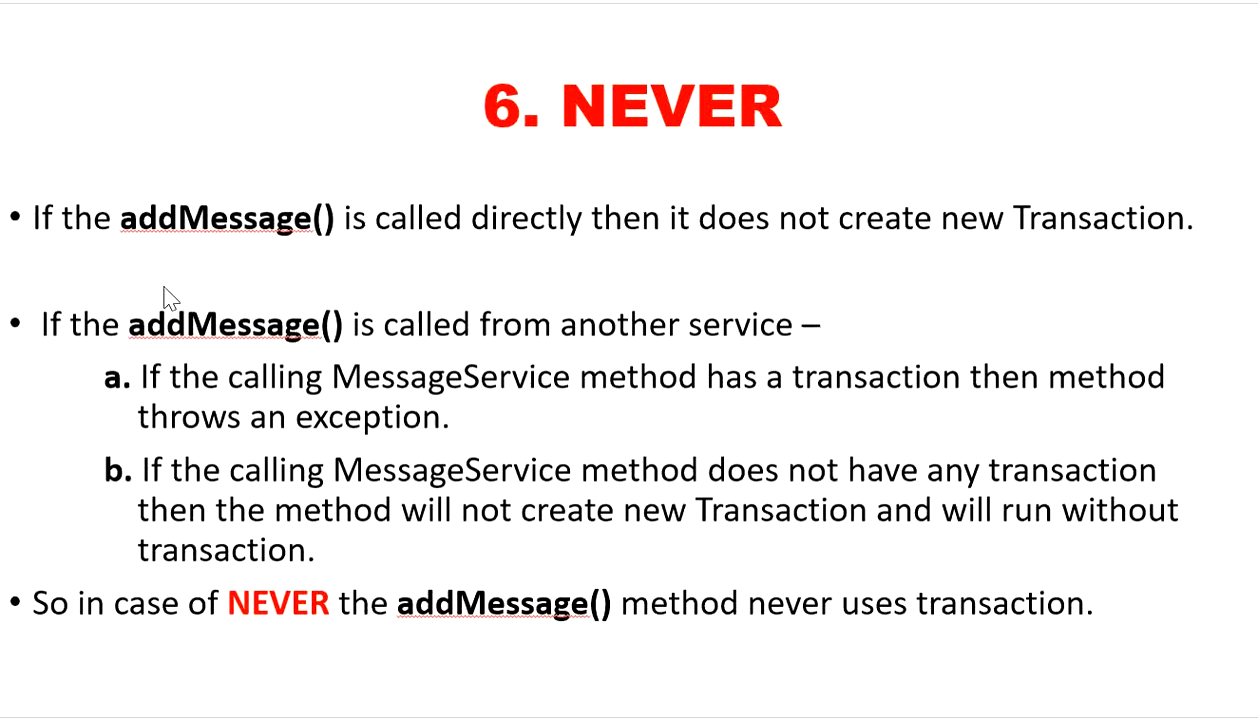 6. NEVER
• If the addMessage() is called directly then it does not create new Transaction.
• If the addMessage() is called from another service –
a. If the calling MessageService method has a transaction then method
throws an exception.
b. If the calling MessageService method does not have any transaction
then the method will not create new Transaction and will run without
transaction.
• So in case of NEVER the addMessage() method never uses transaction.